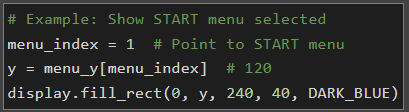 # Example: Show START menu selected
menu_index = 1  # Point to START menu
y = menu_y[menu_index]  # 120
display.fill_rect(0, y, 240, 40, DARK_BLUE)